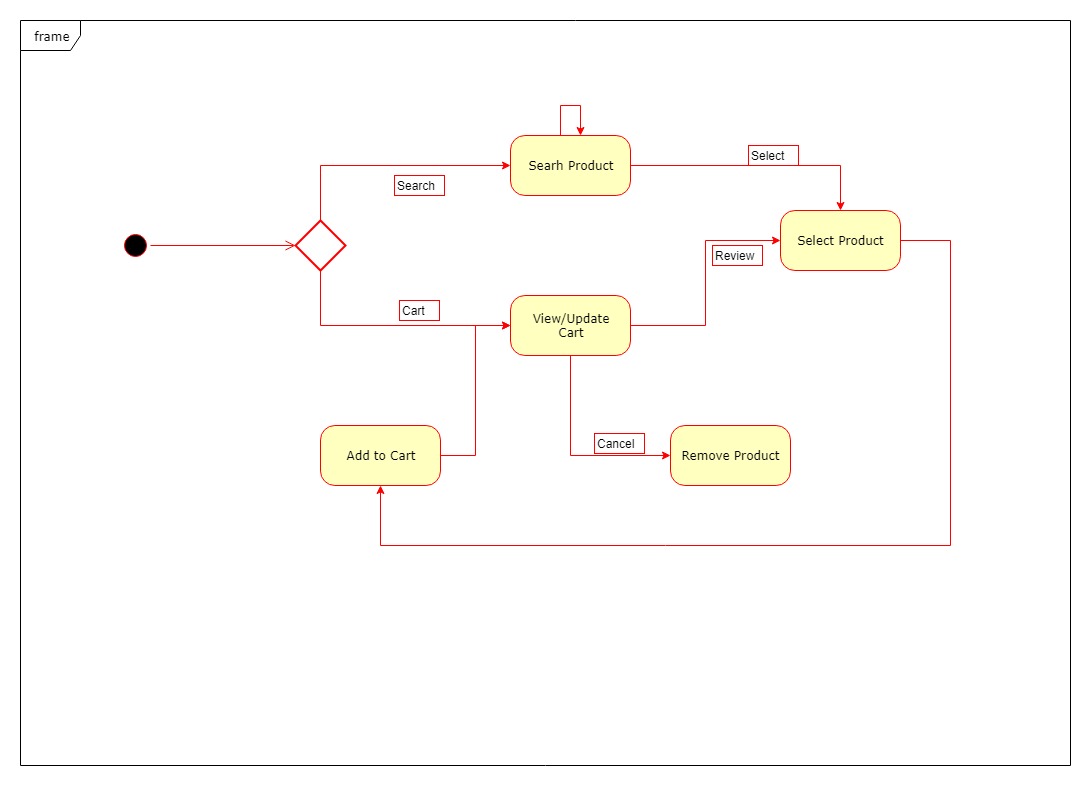 frame
Searh Product
Select
Search
Select Product
Review
Cart
View/Update
Cart
Cancel
Add to Cart
Remove Product